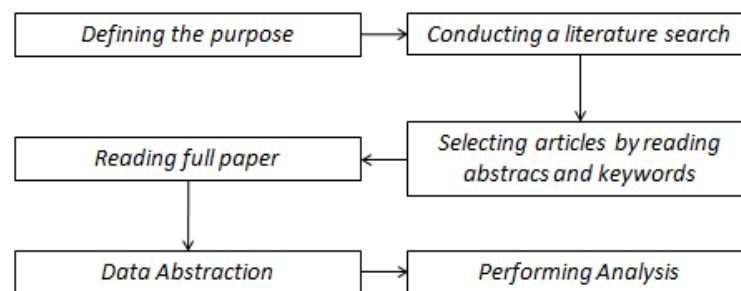 Defining the purpose
Conducting a literature search
Selecting articles by reading
abstracs and keywords
Reading full paper
Data Abstraction
Performing Analysis